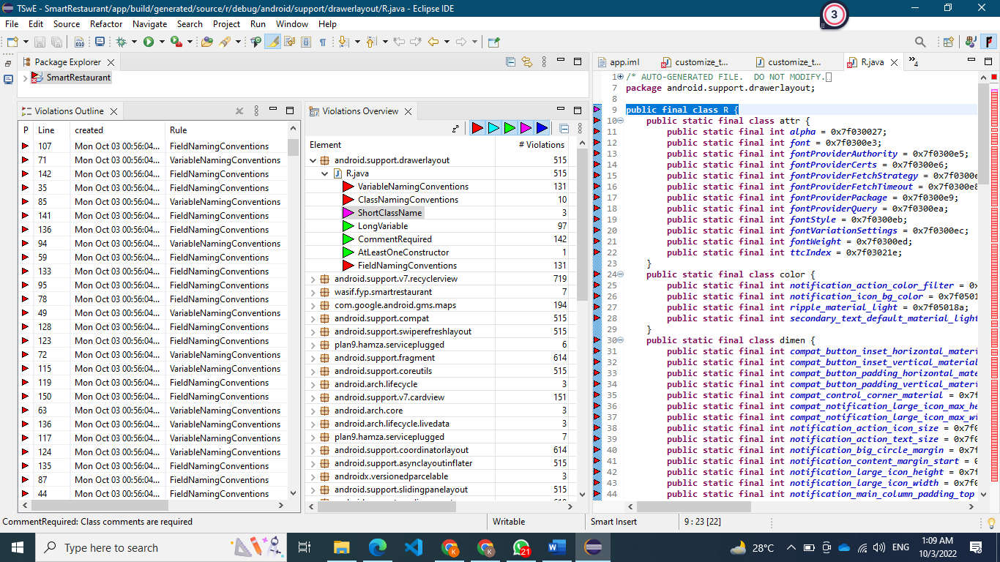 TSwE - SmartRestaurant/app/build/generated/source/r/debug/android/support/drawerlayout/R.java - Eclipse IDE
3
File Edit Source Refactor Navigate Search Project Run Window Help
Package Explorer
SmartRestaurant
Violations Outline
P Line created Rule
107 Mon Oct 03 00:56:04... FieldNamingConventions
71 Mon Oct 03 00:56:04... VariableNamingConventions
142 Mon Oct 03 00:56:04... FieldNamingConventions
35 Mon Oct 03 00:56:04... FieldNamingConventions
85 Mon Oct 03 00:56:04... VariableNamingConventions
141 Mon Oct 03 00:56:04... FieldNamingConventions
136 Mon Oct 03 00:56:04... FieldNamingConventions
94 Mon Oct 03 00:56:04... VariableNamingConventions
59 Mon Oct 03 00:56:04... FieldNamingConventions
133 Mon Oct 03 00:56:04... FieldNamingConventions
95 Mon Oct 03 00:56:04... FieldNamingConventions
78 Mon Oct 03 00:56:04... FieldNamingConventions
49 Mon Oct 03 00:56:04... VariableNamingConventions
128 Mon Oct 03 00:56:04... FieldNamingConventions
123 Mon Oct 03 00:56:04... FieldNamingConventions
72 Mon Oct 03 00:56:04... VariableNamingConventions
115 Mon Oct 03 00:56:04... VariableNamingConventions
119 Mon Oct 03 00:56:04... FieldNamingConventions
150 Mon Oct 03 00:56:04... FieldNamingConventions
63 Mon Oct 03 00:56:04... VariableNamingConventions
136 Mon Oct 03 00:56:04... VariableNamingConventions
117 Mon Oct 03 00:56:04... VariableNamingConventions
124 Mon Oct 03 00:56:04... VariableNamingConventions
135 Mon Oct 03 00:56:04... FieldNamingConventions
87 Mon Oct 03 00:56:04... FieldNamingConventions
44 Mon Oct 03 00:56:04... FieldNamingConventions
Violations Overview
Element # Violations
android.support.drawerlayout 515
R.java 515
VariableNamingConventions 131
ClassNamingConventions 10
ShortClassName 3
LongVariable 97
CommentRequired 142
AtLeastOneConstructor 1
FieldNamingConventions 131
android.support.v7.recyclerview 719
wasif.fyp.smartrestaurant 7
com.google.android.gms.maps 194
android.support.compat 515
android.support.swiperefreshlayout 515
plan9.hamza.serviceplugged 6
android.support.fragment 614
android.support.coreutils 515
android.arch.lifecycle 3
android.support.v7.cardview 151
android.arch.core 3
android.arch.lifecycle.livedata 3
plan9.hamza.serviceplugged 7
android.support.coordinatorlayout 614
android.support.asynclayoutinflater 515
androidx.versionedparcelable 3
android.support.slidingpanelayout 515
app.iml customize_t... customize_t... R.java 4
1 /* AUTO-GENERATED FILE.  DO NOT MODIFY.
7 package android.support.drawerlayout;
8
9 public final class R {
10 public static final class attr {
11 public static final int alpha = 0x7f030027;
12 public static final int font = 0x7f0300e3;
13 public static final int fontProviderAuthority = 0x7f0300e5;
14 public static final int fontProviderCerts = 0x7f0300e6;
15 public static final int fontProviderFetchStrategy = 0x7f0300e
16 public static final int fontProviderFetchTimeout = 0x7f0300e8
17 public static final int fontProviderPackage = 0x7f0300e9;
18 public static final int fontProviderQuery = 0x7f0300ea;
19 public static final int fontStyle = 0x7f0300eb;
20 public static final int fontVariationSettings = 0x7f0300ec;
21 public static final int fontWeight = 0x7f0300ed;
22 public static final int ttcIndex = 0x7f03021e;
23 }
24 public static final class color {
25 public static final int notification_action_color_filter = 0x
26 public static final int notification_icon_bg_color = 0x7f0501
27 public static final int ripple_material_light = 0x7f05018a;
28 public static final int secondary_text_default_material_light
29 }
30 public static final class dimen {
31 public static final int compat_button_inset_horizontal_materi
32 public static final int compat_button_inset_vertical_material
33 public static final int compat_button_padding_horizontal_mate
34 public static final int compat_button_padding_vertical_materi
35 public static final int compat_control_corner_material = 0x7f
36 public static final int compat_notification_large_icon_max_he
37 public static final int compat_notification_large_icon_max_wi
38 public static final int notification_action_icon_size = 0x7f0
39 public static final int notification_action_text_size = 0x7f0
40 public static final int notification_big_circle_margin = 0x7f
41 public static final int notification_content_margin_start = 0
42 public static final int notification_large_icon_height = 0x7f
43 public static final int notification_large_icon_width = 0x7f0
44 public static final int notification_main_column_padding_top
CommentRequired: Class comments are required Writable Smart Insert 9 : 23 [22]
Type here to search 21 28°C ENG 1:09 AM
10/3/2022